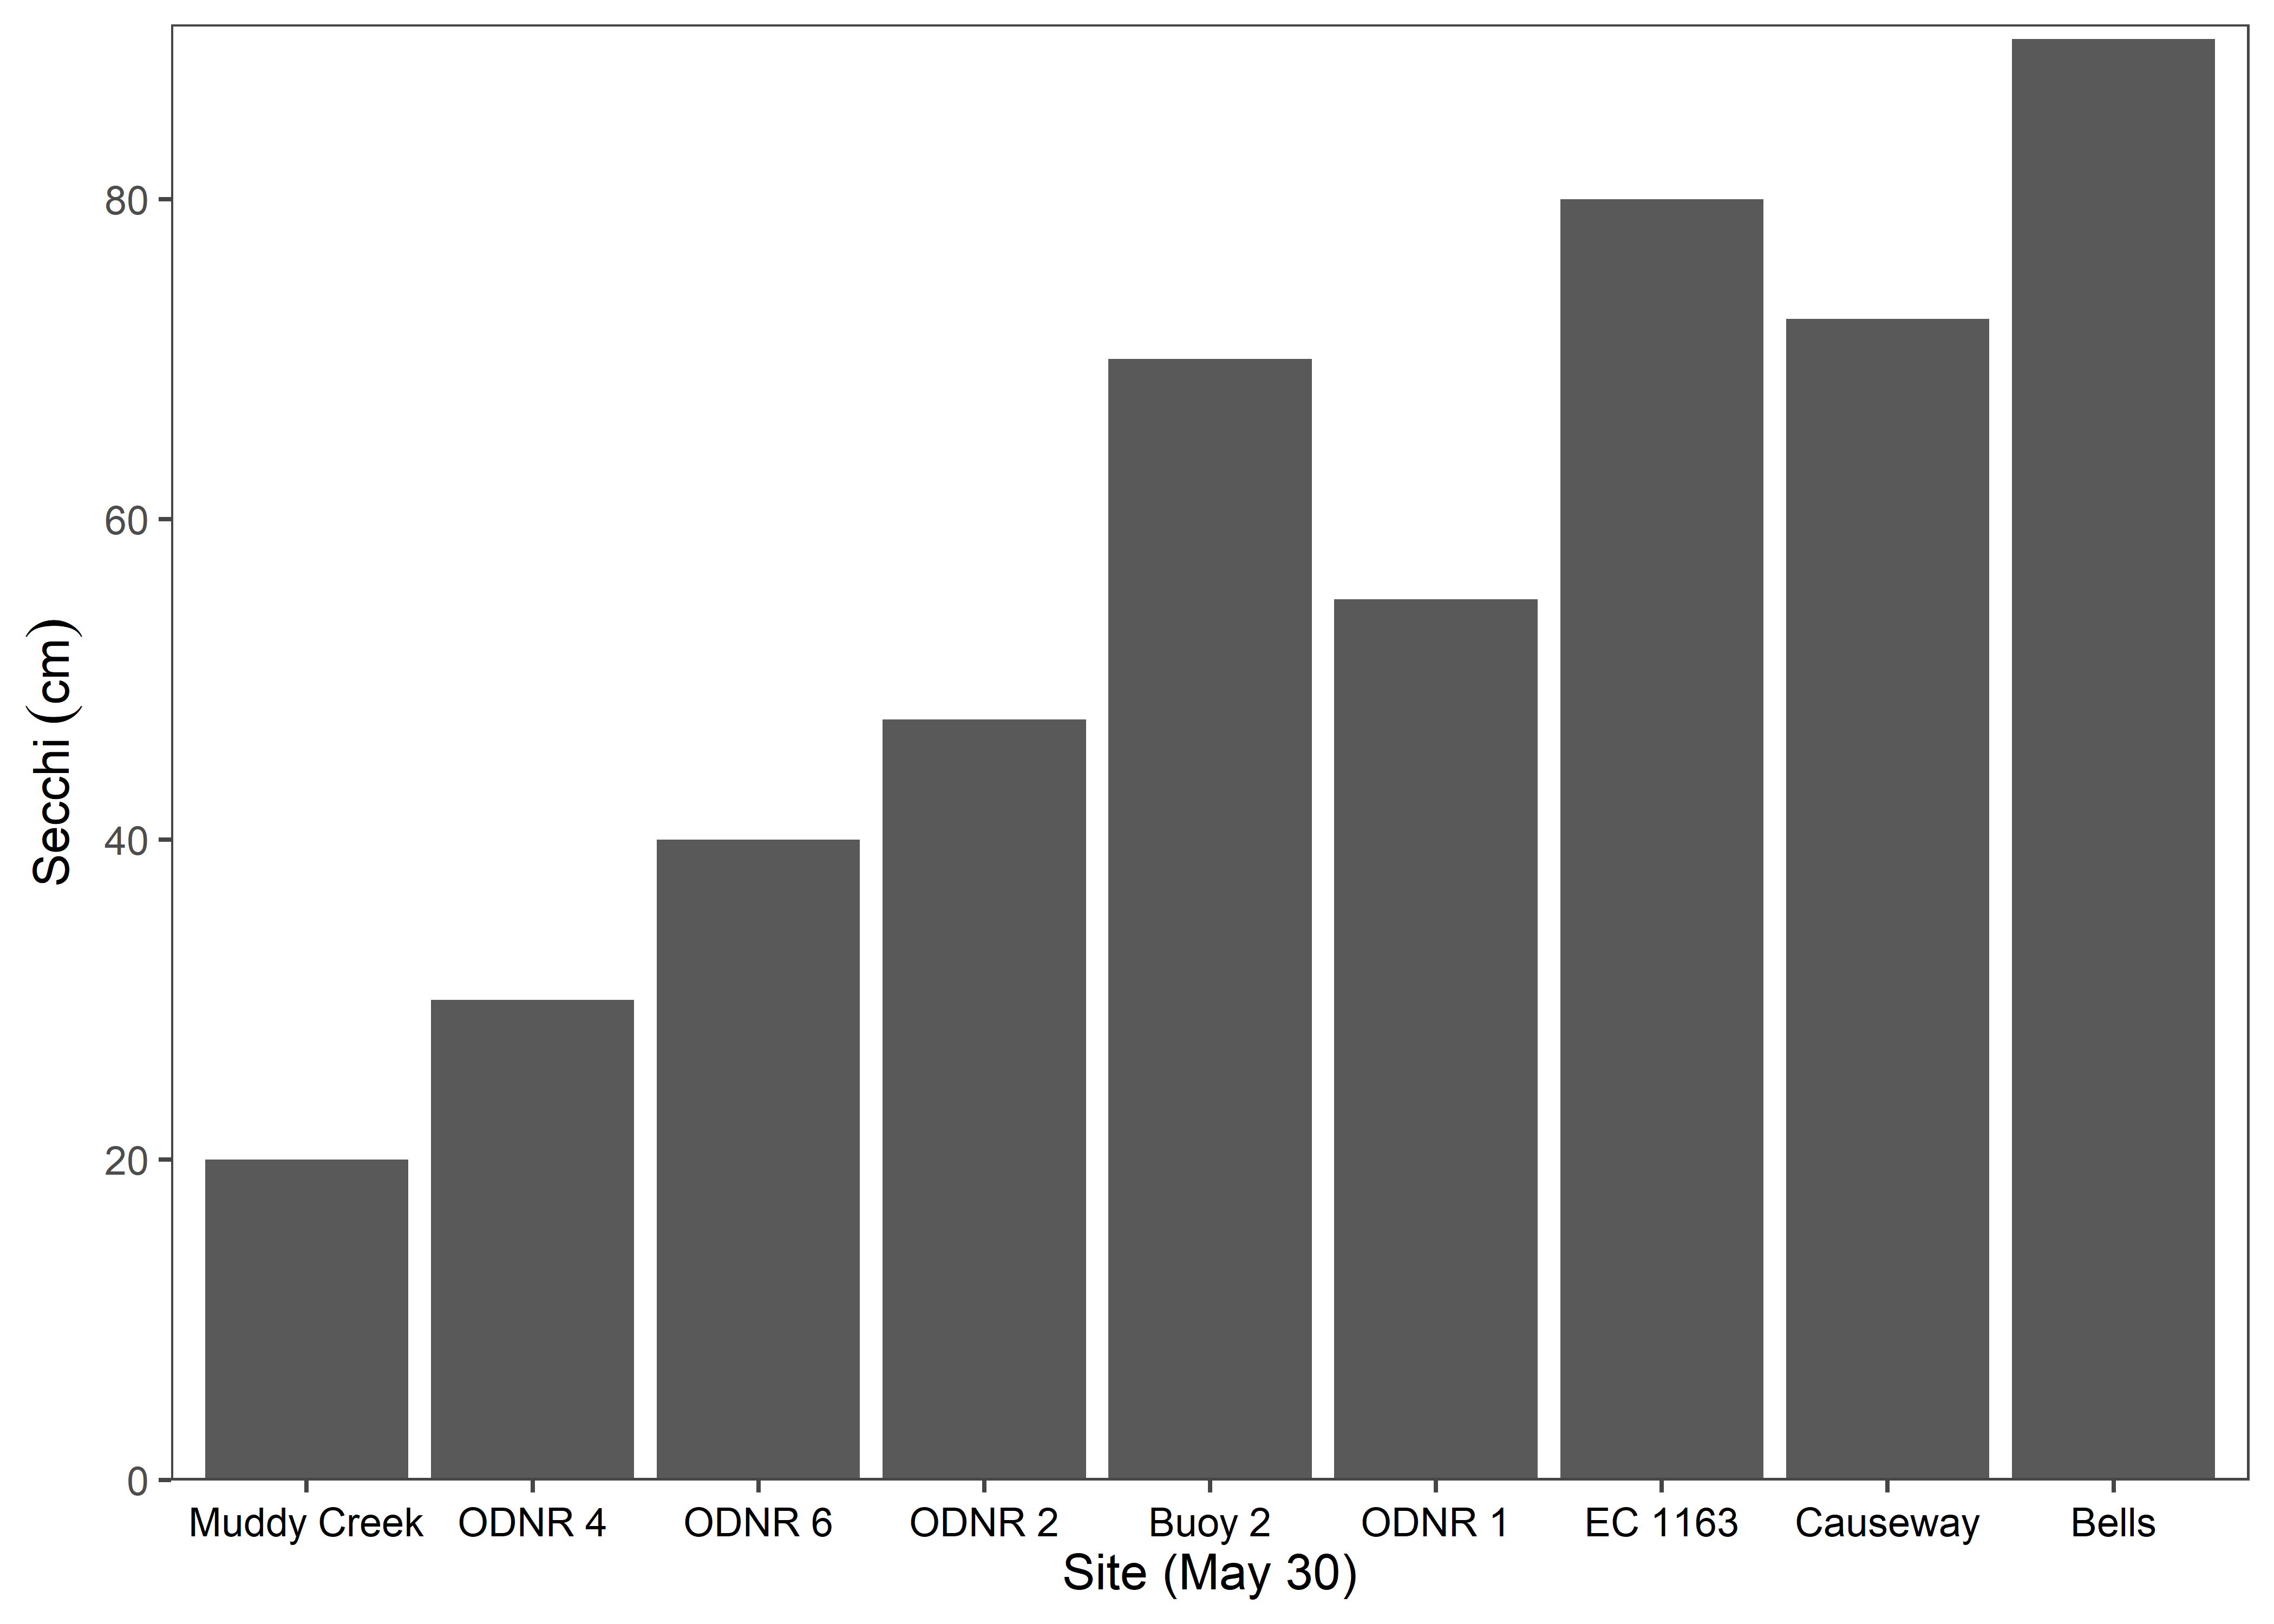 Secchi (cm)
80
60
40
20
0
Muddy Creek ODNR 4 ODNR 6 ODNR 2 Buoy 2 ODNR 1 EC 1163 Causeway Bells
Site (May 30)